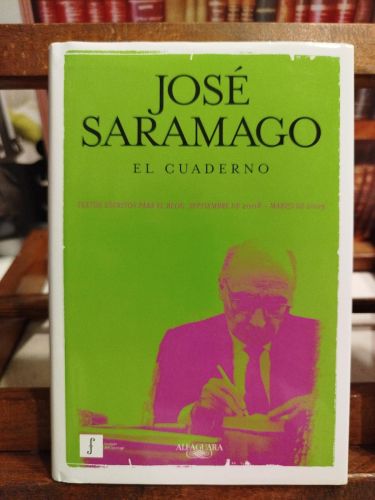 JOSÉ
SARAMAGO
EL CUADERNO
TEXTOS ESCRITOS PARA EL BLOG. SEPTIEMBRE DE 2008 - MARZO DE 2009
f
ALFAGUARA